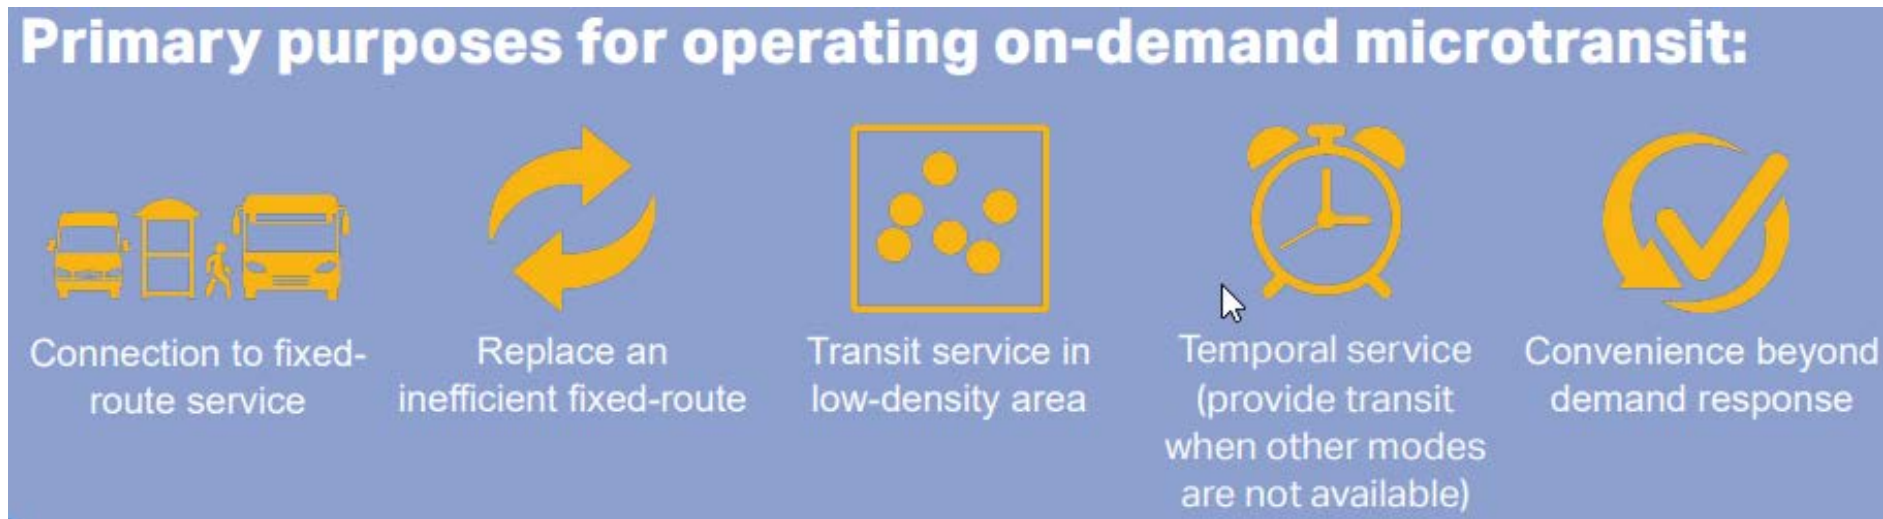 Primary purposes for operating on-demand microtransit:
Connection to fixed-
route service
Replace an
inefficient fixed-route
Transit service in
low-density area
Temporal service
(provide transit
when other modes
are not available)
Convenience beyond
demand response